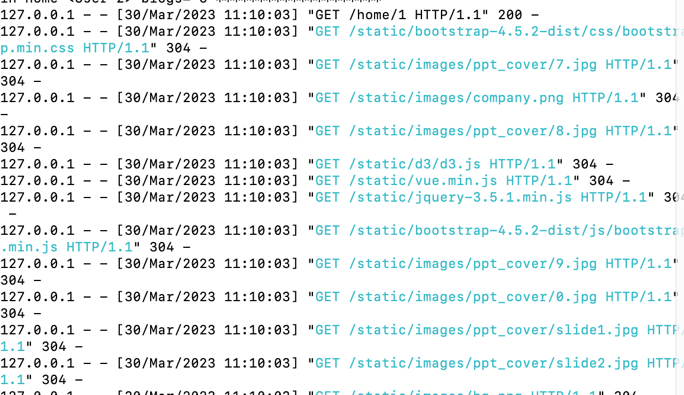 127.0.0.1 - - [30/Mar/2023 11:10:03] "GET /home/1 HTTP/1.1" 200 -
127.0.0.1 - - [30/Mar/2023 11:10:03] "GET /static/bootstrap-4.5.2-dist/css/bootstra
p.min.css HTTP/1.1" 304 -
127.0.0.1 - - [30/Mar/2023 11:10:03] "GET /static/images/ppt_cover/7.jpg HTTP/1.1"
304 -
127.0.0.1 - - [30/Mar/2023 11:10:03] "GET /static/images/company.png HTTP/1.1" 304
-
127.0.0.1 - - [30/Mar/2023 11:10:03] "GET /static/images/ppt_cover/8.jpg HTTP/1.1"
304 -
127.0.0.1 - - [30/Mar/2023 11:10:03] "GET /static/d3/d3.js HTTP/1.1" 304 -
127.0.0.1 - - [30/Mar/2023 11:10:03] "GET /static/vue.min.js HTTP/1.1" 304 -
127.0.0.1 - - [30/Mar/2023 11:10:03] "GET /static/jquery-3.5.1.min.js HTTP/1.1" 304
-
127.0.0.1 - - [30/Mar/2023 11:10:03] "GET /static/bootstrap-4.5.2-dist/js/bootstrap
.min.js HTTP/1.1" 304 -
127.0.0.1 - - [30/Mar/2023 11:10:03] "GET /static/images/ppt_cover/9.jpg HTTP/1.1"
304 -
127.0.0.1 - - [30/Mar/2023 11:10:03] "GET /static/images/ppt_cover/0.jpg HTTP/1.1"
304 -
127.0.0.1 - - [30/Mar/2023 11:10:03] "GET /static/images/ppt_cover/slide1.jpg HTTP/
1.1" 304 -
127.0.0.1 - - [30/Mar/2023 11:10:03] "GET /static/images/ppt_cover/slide2.jpg HTTP/
1.1" 304 -